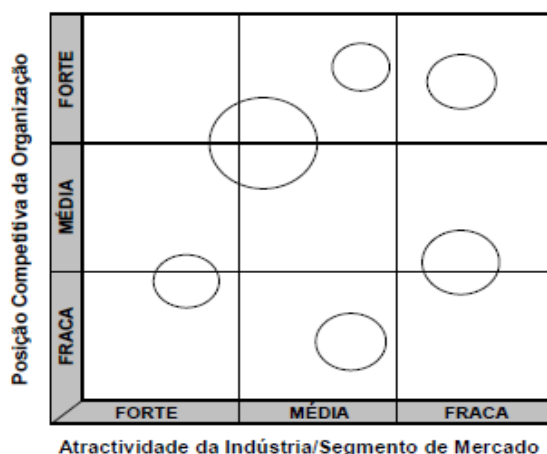 Posição Competitiva da Organização
FORTE
MÉDIA
FRACA
FORTE
MÉDIA
FRACA
Atractividade da Indústria/Segmento de Mercado